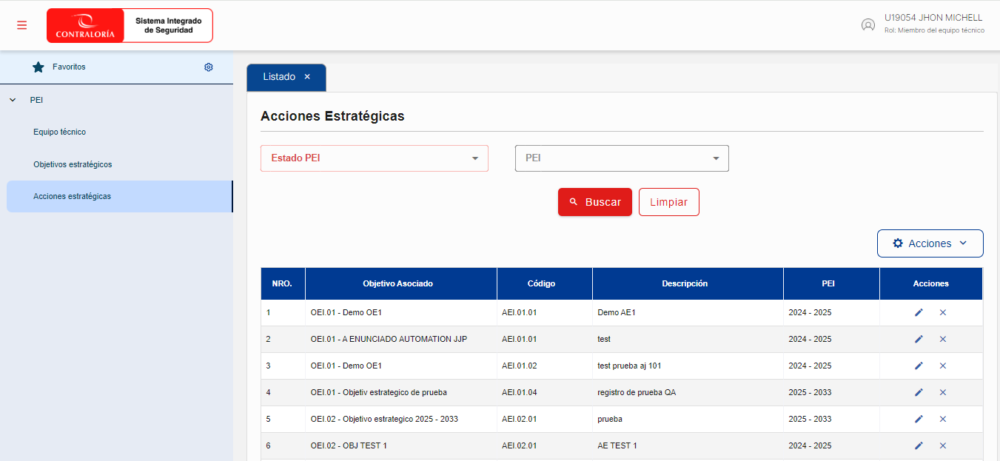 CONTRALORÍA
Sistema Integrado
de Seguridad
U19054 JHON MICHELL
Rol: Miembro del equipo técnico
Favoritos
PEI
Equipo técnico
Objetivos estratégicos
Acciones estratégicas
Listado ×
Acciones Estratégicas
Estado PEI PEI
Buscar Limpiar
Acciones
NRO. Objetivo Asociado Código Descripción PEI Acciones
1 OEI.01 - Demo OE1 AEI.01.01 Demo AE1 2024 - 2025
2 OEI.01 - A ENUNCIADO AUTOMATION JJP AEI.01.01 test 2024 - 2025
3 OEI.01 - Demo OE1 AEI.01.02 test prueba aj 101 2024 - 2025
4 OEI.01 - Objetiv estrategico de prueba AEI.01.04 registro de prueba QA 2025 - 2033
5 OEI.02 - Objetivo estrategico 2025 - 2033 AEI.02.01 prueba 2025 - 2033
6 OEI.02 - OBJ TEST 1 AEI.02.01 AE TEST 1 2024 - 2025